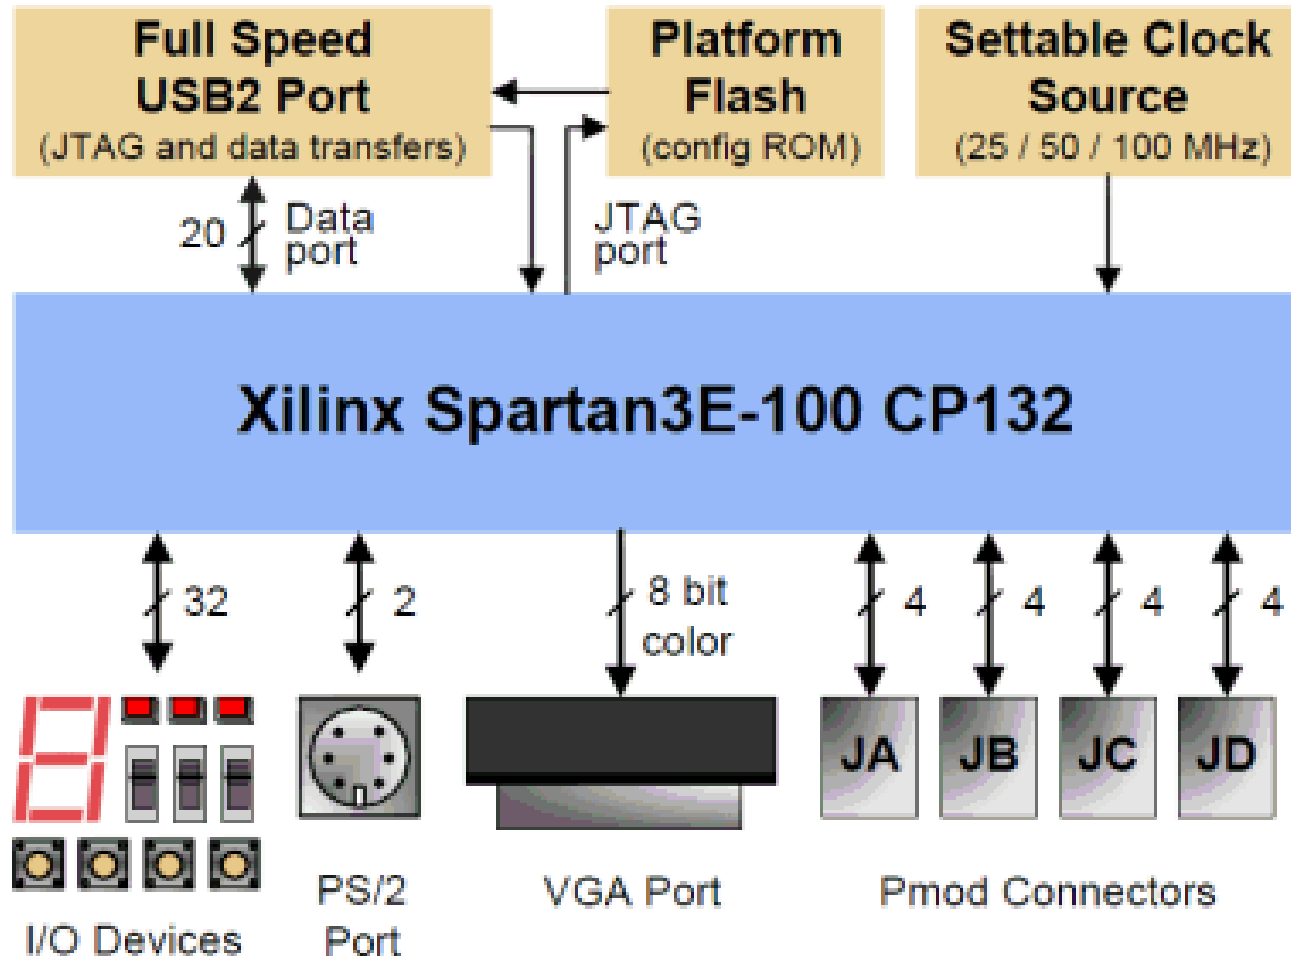 Full Speed
USB2 Port
(JTAG and data transfers)
Platform
Flash
(config ROM)
Settable Clock
Source
(25 / 50 / 100 MHz)
20
Data
port
JTAG
port
Xilinx Spartan3E-100 CP132
32
2
8 bit
color
4
4
4
4
JA
JB
JC
JD
I/O Devices
PS/2
Port
VGA Port
Pmod Connectors